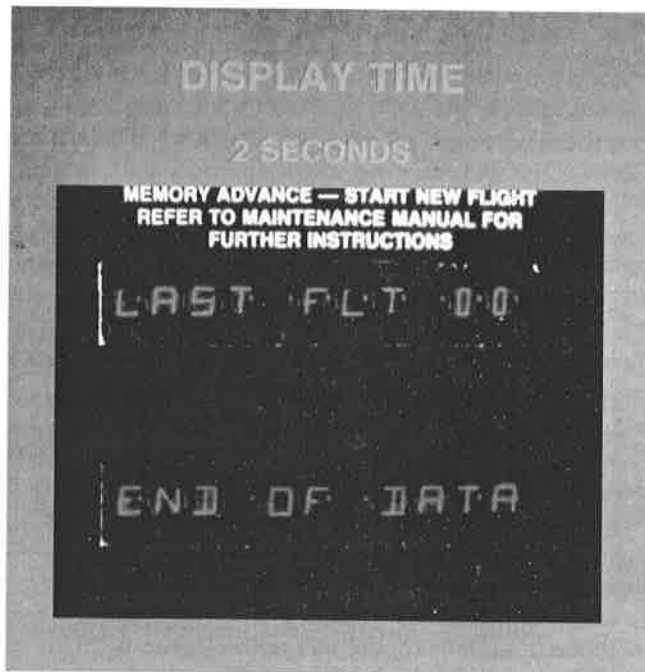 DISPLAY TIME
2 SECONDS
MEMORY ADVANCE — START NEW FLIGHT
REFER TO MAINTENANCE MANUAL FOR
FURTHER INSTRUCTIONS
LAST FLT 00
END OF DATA